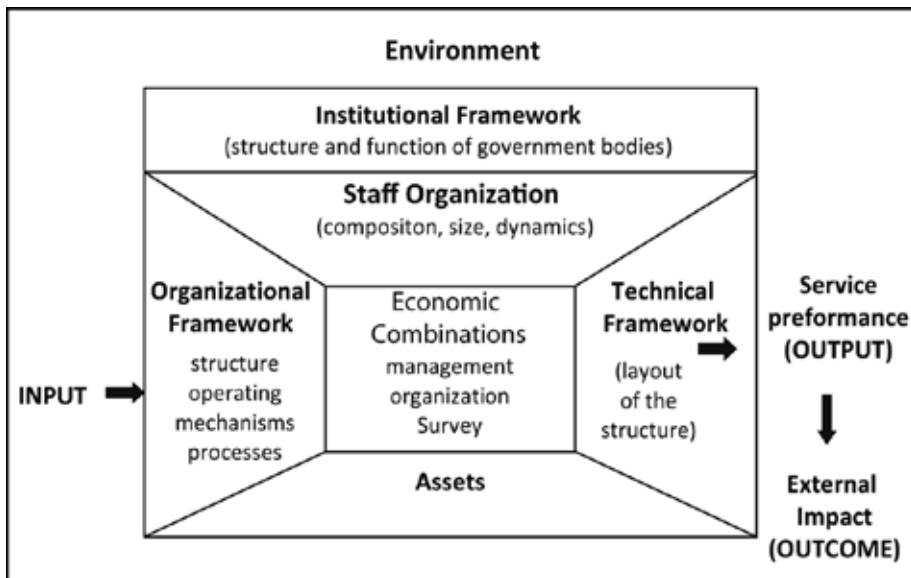 Environment
Institutional Framework
(structure and function of government bodies)
Staff Organization
(compositon, size, dynamics)
Organizational
Framework
structure
operating
mechanisms
processes
Economic
Combinations
management
organization
Survey
Technical
Framework
(layout
of the
structure)
Assets
INPUT
Service
preformance
(OUTPUT)
External
Impact
(OUTCOME)